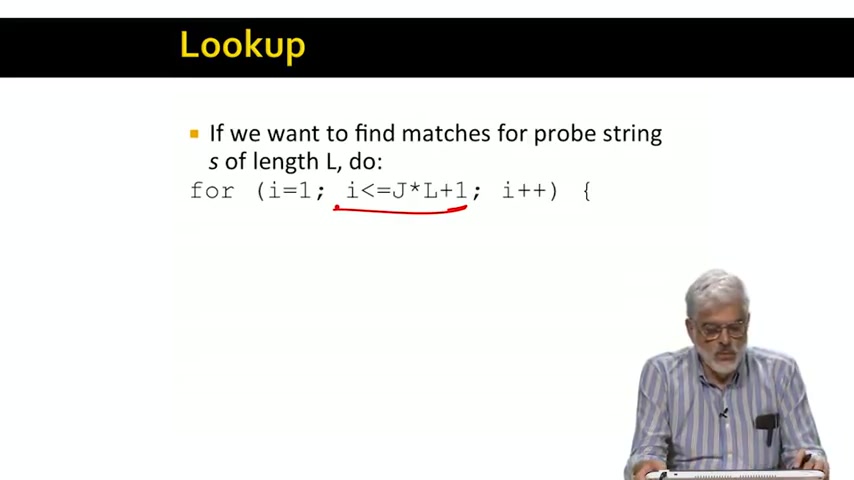 Lookup
If we want to find matches for probe string
s of length L, do:
for (i=1; i<=J*L+1; i++) {